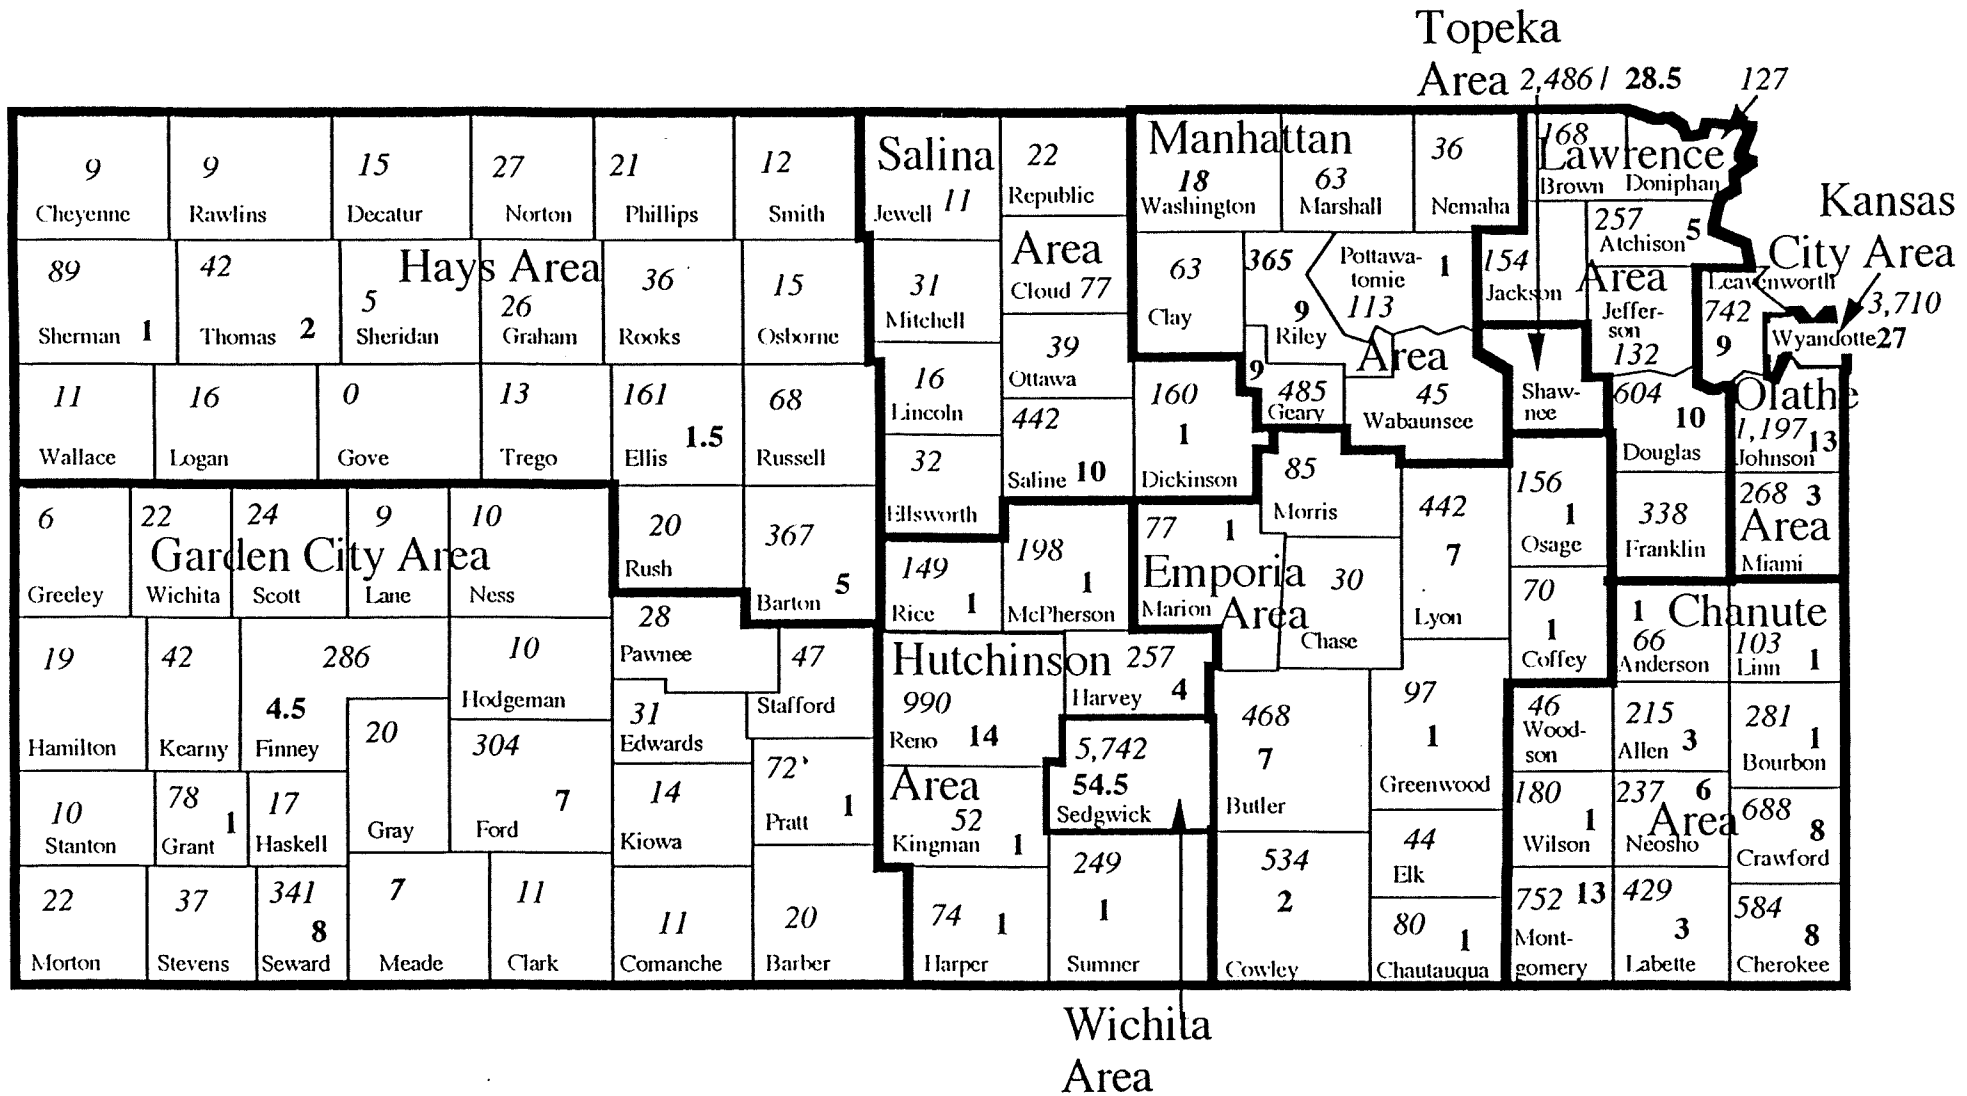 Topeka
Area 2,486 / 28.5
127
9
Cheyenne
9
Rawlins
15
Decatur
27
Norton
21
Phillips
12
Smith
Salina
11
Jewell
22
Republic
Manhattan
18
Washington
63
Marshall
36
Nemaha
168
Lawrence
Brown
Doniphan
Kansas
City Area
3,710
89
Sherman 1
42
Thomas 2
Hays Area
5
Sheridan
26
Graham
36
Rooks
15
Osborne
31
Mitchell
Area
Cloud 77
63
Clay
365
9
Riley
Pottawa-
tomie
1
113
154
Jackson
257
Atchison 5
Area
Jeffer-
son
132
Leavenworth
742
9
Wyandotte 27
11
Wallace
16
Logan
0
Gove
13
Trego
161
1.5
Ellis
68
Russell
16
Lincoln
39
Ottawa
442
Saline 10
160
1
Dickinson
9
485
Geary
Area
45
Wabaunsee
Shaw-
nee
604
10
Douglas
Olathe
1,197
13
Johnson
32
Ellsworth
6
Greeley
22
Wichita
24
Scott
9
Lane
10
Ness
Garden City Area
20
Rush
367
5
Barton
149
Rice 1
198
1
McPherson
77
1
Emporia
Marion
Area
85
Morris
30
Chase
442
7
Lyon
156
1
Osage
338
Franklin
268 3
Area
Miami
70
1
Coffey
1
Chanute
66
Anderson
103
Linn 1
19
Hamilton
42
Kearny
286
4.5
Finney
10
Hodgeman
28
Pawnee
47
Stafford
Hutchinson
990
Reno 14
257
Harvey 4
20
Gray
304
7
Ford
31
Edwards
72
1
Pratt
5,742
54.5
Sedgwick
468
7
Butler
97
1
Greenwood
46
Wood-
son
215
Allen 3
281
1
Bourbon
10
Stanton
78
1
Grant
17
Haskell
14
Kiowa
Area
52
Kingman 1
44
Elk
180
1
Wilson
237 6
Area
Neosho
688
8
Crawford
22
Morton
37
Stevens
341
8
Seward
7
Meade
11
Clark
11
Comanche
20
Barber
74
1
Harper
249
1
Sumner
534
2
Cowley
80
1
Chautauqua
752 13
Mont-
gomery
429
3
Labette
584
8
Cherokee
Wichita
Area